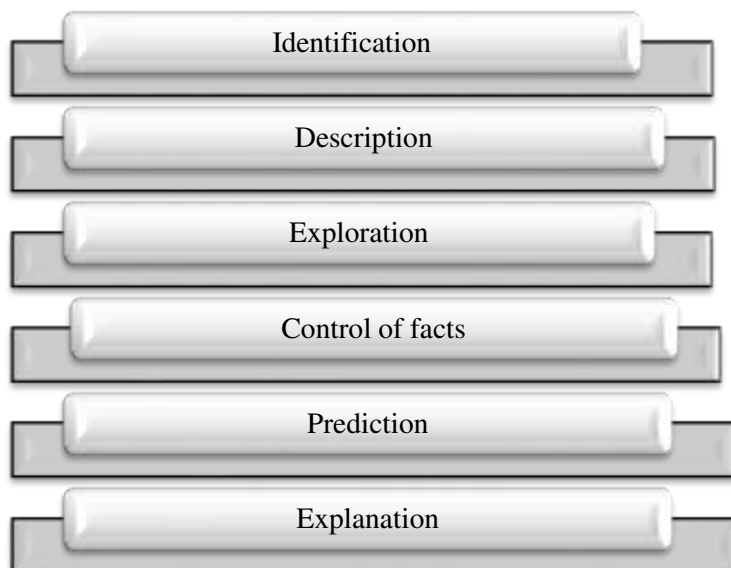 Identification
Description
Exploration
Control of facts
Prediction
Explanation